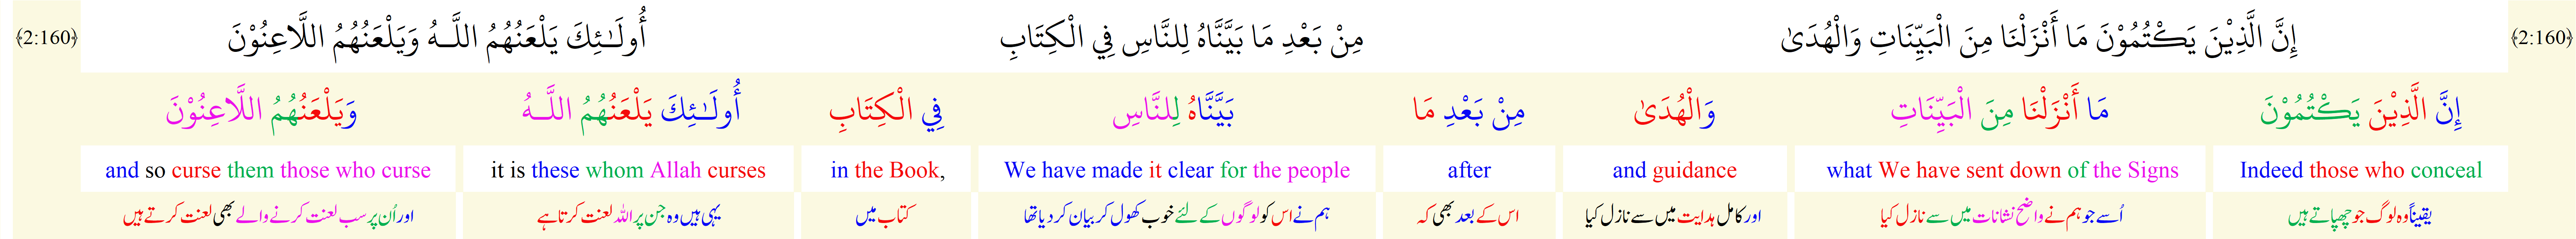 ﴿2:160﴾ إِنَّ الَّذِيْنَ يَكْتُمُوْنَ مَا أَنْزَلْنَا مِنَ الْبَيِّنَاتِ وَالْهُدَىٰ مِنْ بَعْدِ مَا بَيَّنَّاهُ لِلنَّاسِ فِي الْكِتَابِ أُولَـٰئِكَ يَلْعَنُهُمُ اللَّـهُ وَيَلْعَنُهُمُ اللَّاعِنُوْنَ ﴿2:160﴾
إِنَّ الَّذِيْنَ يَكْتُمُوْنَ مَا أَنْزَلْنَا مِنَ الْبَيِّنَاتِ وَالْهُدَىٰ مِنْ بَعْدِ مَا بَيَّنَّاهُ لِلنَّاسِ فِي الْكِتَابِ أُولَـٰئِكَ يَلْعَنُهُمُ اللَّـهُ وَيَلْعَنُهُمُ اللَّاعِنُوْنَ
Indeed those who conceal what We have sent down of the Signs and guidance after We have made it clear for the people in the Book, it is these whom Allah curses and so curse them those who curse
یقیناً وہ لوگ جو چھپاتے ہیں اُسے جو ہم نے واضح نشانات میں سے نازل کیا اور کامل ہدایت میں سے نازل کیا اس کے بعد بھی کہ ہم نے اس کو لوگوں کے لئے خوب کھول کر بیان کر دیا تھا کتاب میں یہی ہیں وہ جن پر اللہ لعنت کرتا ہے اور اُن پر سب لعنت کرنے والے بھی لعنت کرتے ہیں